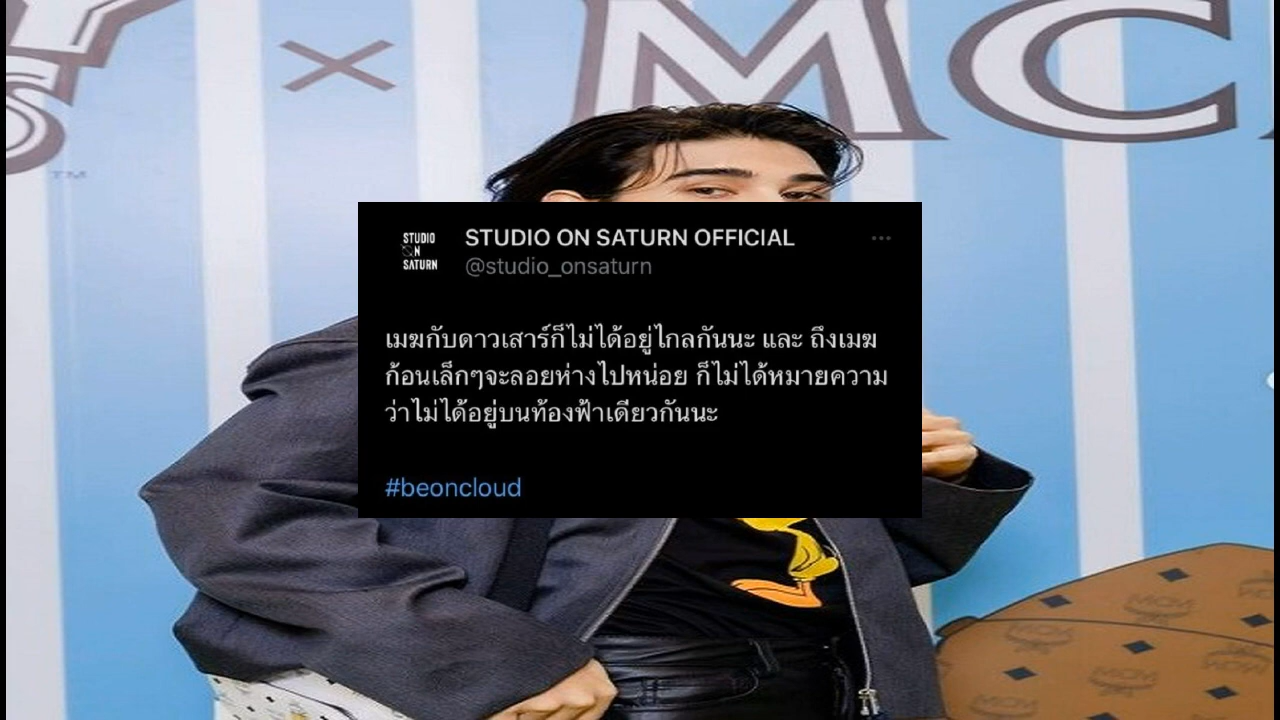 × MC
TM
STUDIO
ON
SATURN
STUDIO ON SATURN OFFICIAL
@studio_onsaturn
เมฆกับดาวเสาร์ก็ไม่ได้อยู่ไกลกันนะ และ ถึงเมฆ
ก้อนเล็กๆจะลอยห่างไปหน่อย ก็ไม่ได้หมายความ
ว่าไม่ได้อยู่บนท้องฟ้าเดียวกันนะ
#beoncloud
MCM
MCM
MCM
MCM